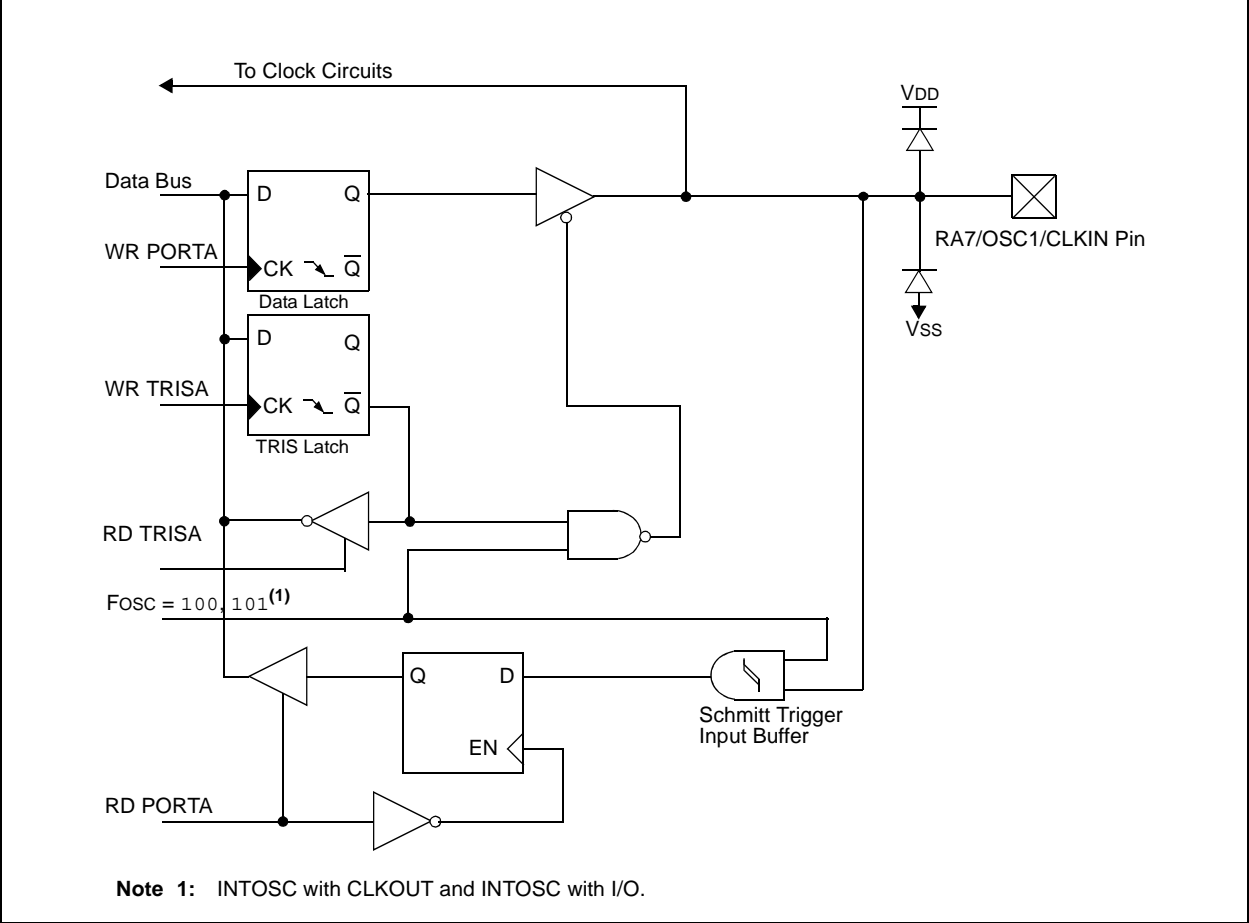 To Clock Circuits
VDD
Data Bus
D
Q
WR PORTA
CK
Q̅
RA7/OSC1/CLKIN Pin
Data Latch
VSS
D
Q
WR TRISA
CK
Q̅
TRIS Latch
RD TRISA
FOSC = 100, 101(1)
Q
D
Schmitt Trigger
Input Buffer
EN
RD PORTA
Note 1: INTOSC with CLKOUT and INTOSC with I/O.